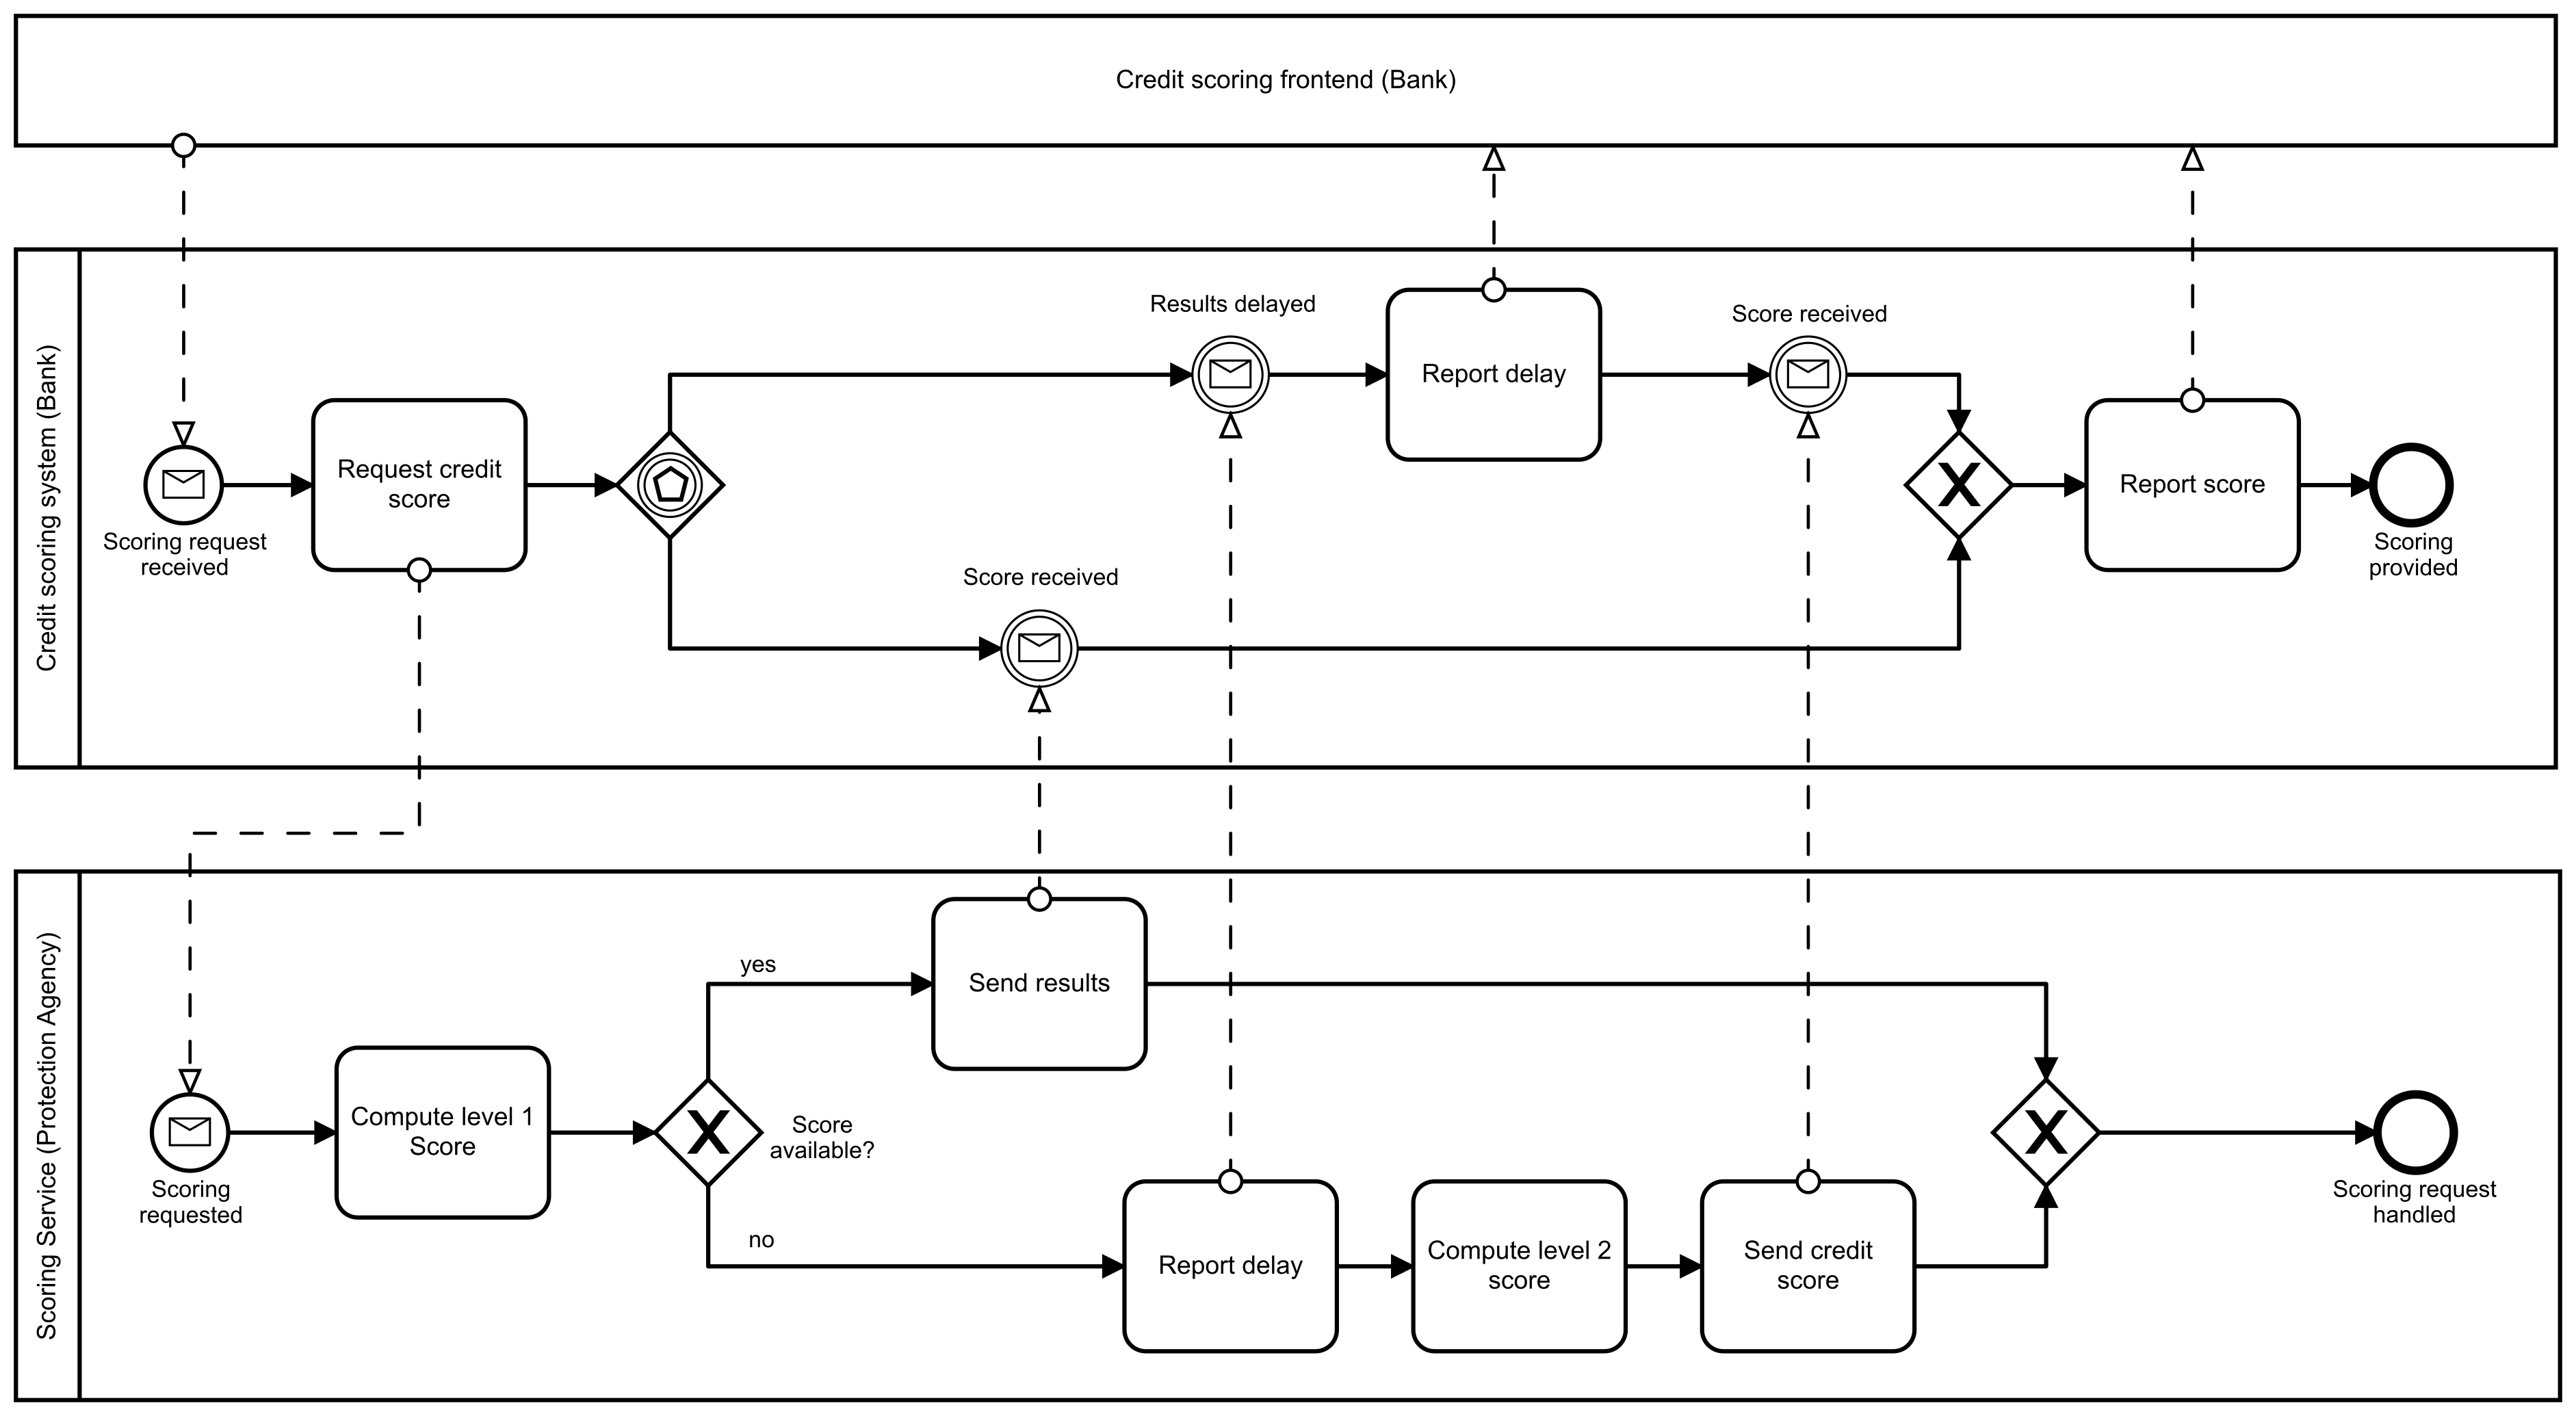 Credit scoring frontend (Bank)
Credit scoring system (Bank)
Results delayed
Score received
Report delay
Request credit
score
Report score
Scoring request
received
Scoring
provided
Score received
Scoring Service (Protection Agency)
yes
Send results
Compute level 1
Score
Score
available?
Scoring
requested
Scoring request
handled
no
Report delay
Compute level 2
score
Send credit
score